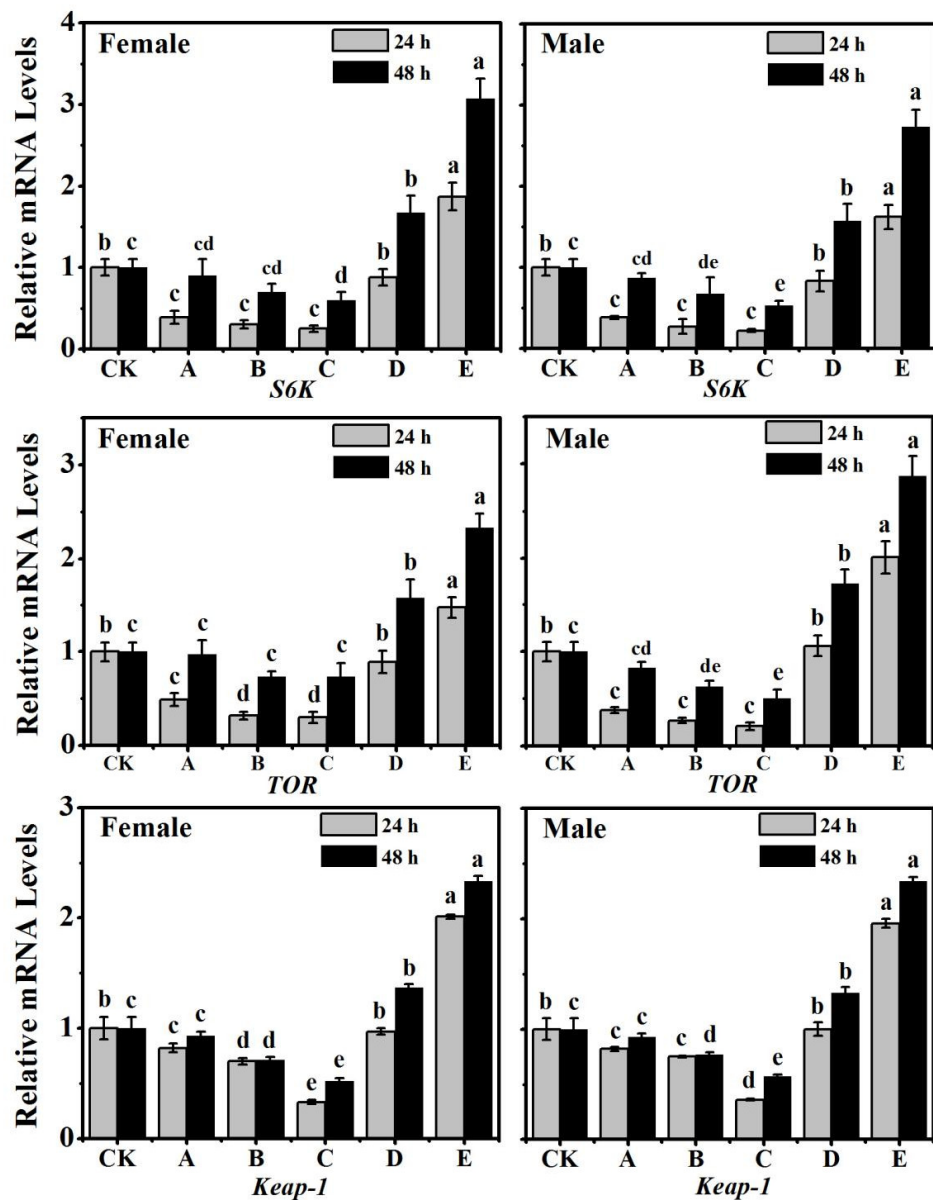 Relative mRNA Levels
4
3
2
1
0
Female
24 h
48 h
b c c cd c cd c d b b a a
CK A B C D E
S6K
Male
24 h
48 h
b c c cd c de c e b b a a
CK A B C D E
S6K
Relative mRNA Levels
3
2
1
0
Female
24 h
48 h
b c c c d c d c b b a a
CK A B C D E
TOR
Male
24 h
48 h
b c c cd c de c e b b a a
CK A B C D E
TOR
Relative mRNA Levels
3
2
1
0
Female
24 h
48 h
b c c c d d e e b b a a
CK A B C D E
Keap-1
Male
24 h
48 h
b c c c c d d e b b a a
CK A B C D E
Keap-1